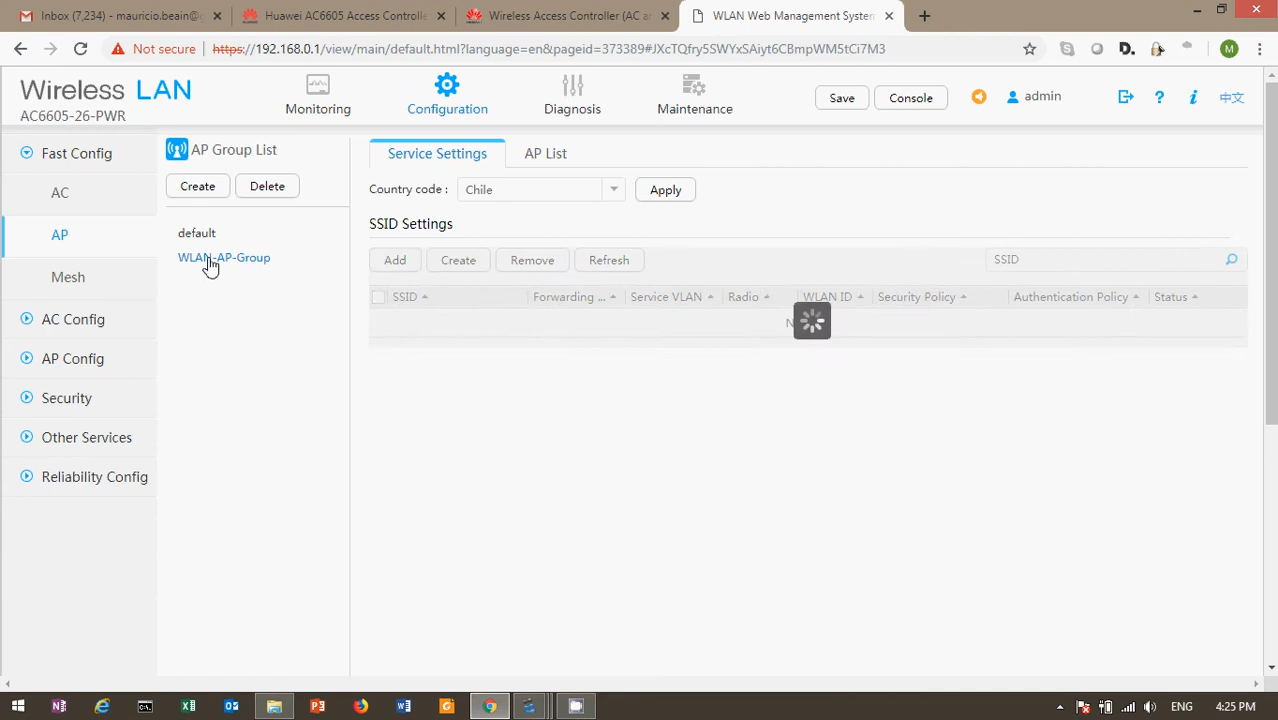 Inbox (7,234) - mauricio.beain@g
Huawei AC6605 Access Controlle
Wireless Access Controller (AC a
WLAN Web Management System
Not secure
https://192.168.0.1/view/main/default.html?language=en&pageid=373389#JXcTQfry5SWYxSAiyt6CBmpWM5tCi7M3
M
Wireless LAN
AC6605-26-PWR
Monitoring
Configuration
Diagnosis
Maintenance
Save
Console
admin
中文
Fast Config
AC
AP
Mesh
AC Config
AP Config
Security
Other Services
Reliability Config
AP Group List
Create
Delete
default
WLAN-AP-Group
Service Settings
AP List
Country code :
Chile
Apply
SSID Settings
Add
Create
Remove
Refresh
SSID
SSID
Forwarding ...
Service VLAN
Radio
WLAN ID
Security Policy
Authentication Policy
Status
ENG
4:25 PM